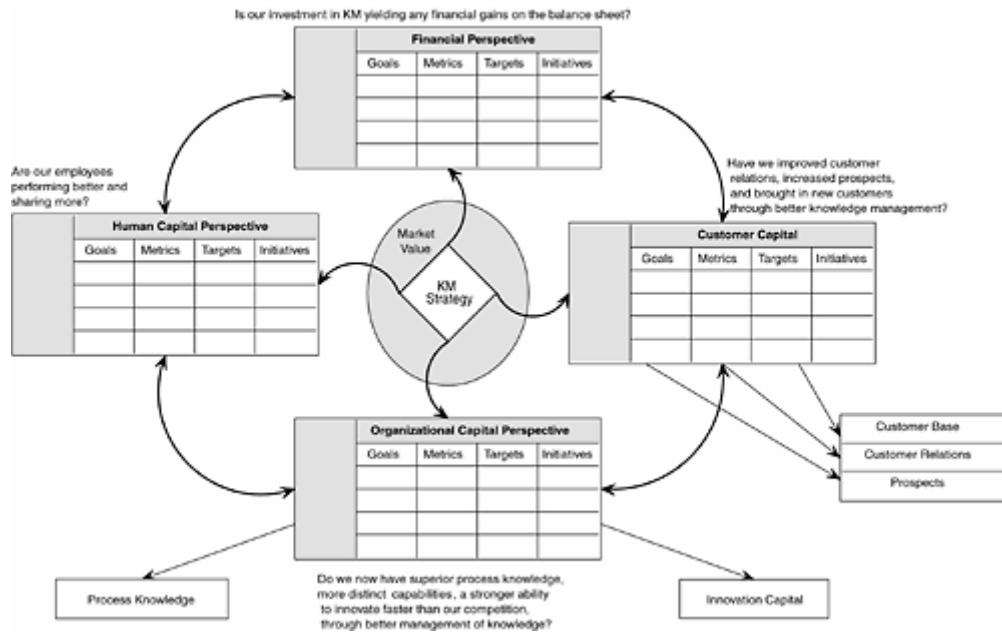 Is our investment in KM yielding any financial gains on the balance sheet?
Financial Perspective
Goals Metrics Targets Initiatives
Are our employees
performing better and
sharing more?
Human Capital Perspective
Goals Metrics Targets Initiatives
Market
Value
KM
Strategy
Have we improved customer
relations, increased prospects,
and brought in new customers
through better knowledge management?
Customer Capital
Goals Metrics Targets Initiatives
Organizational Capital Perspective
Goals Metrics Targets Initiatives
Customer Base
Customer Relations
Prospects
Process Knowledge
Do we now have superior process knowledge,
more distinct capabilities, a stronger ability
to innovate faster than our competition,
through better management of knowledge?
Innovation Capital